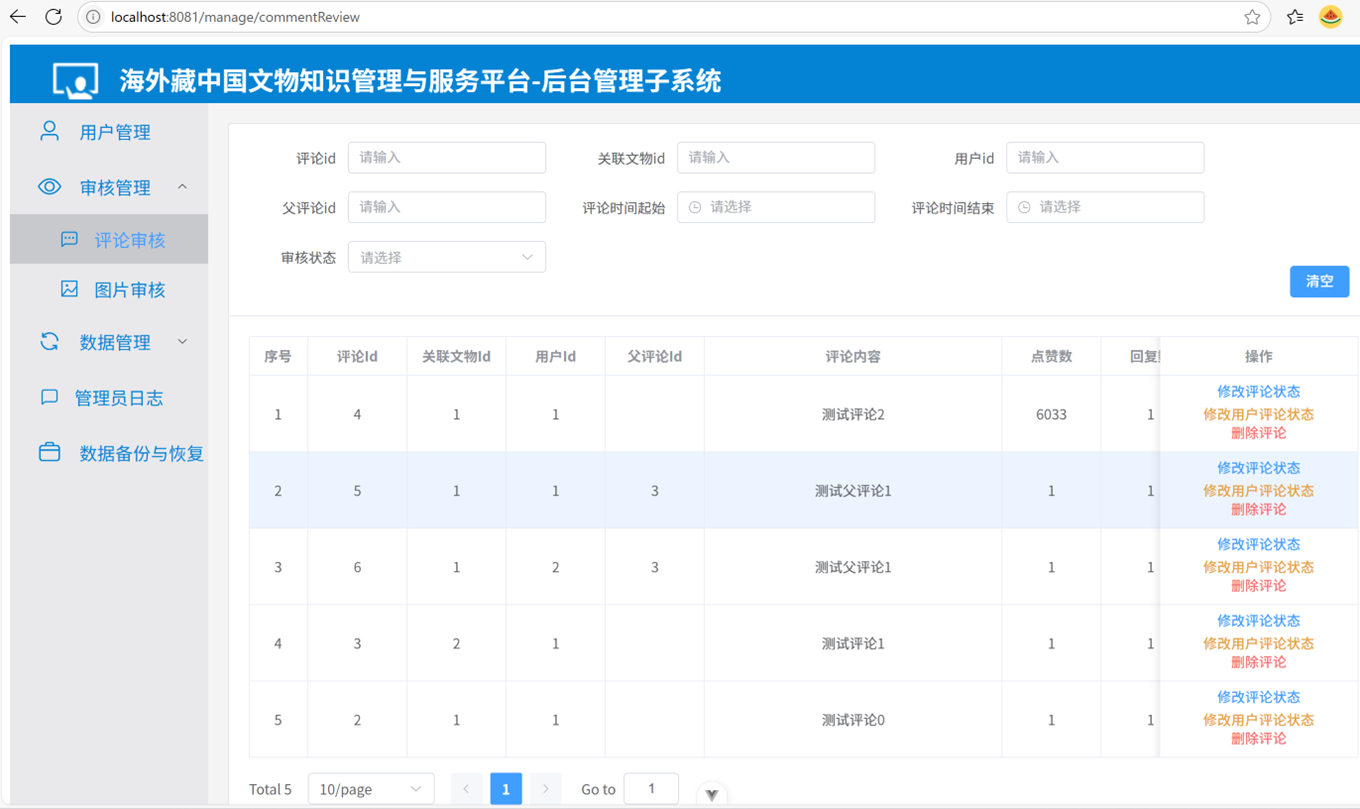 localhost:8081/manage/commentReview
海外藏中国文物知识管理与服务平台-后台管理子系统
用户管理
审核管理
评论审核
图片审核
数据管理
管理员日志
数据备份与恢复
评论id 请输入 关联文物id 请输入 用户id 请输入
父评论id 请输入 评论时间起始 请选择 评论时间结束 请选择
审核状态 请选择
清空
序号 评论Id 关联文物Id 用户Id 父评论Id 评论内容 点赞数 回复 操作
修改评论状态
1 4 1 1 测试评论2 6033 1 修改用户评论状态
删除评论
修改评论状态
2 5 1 1 3 测试父评论1 1 1 修改用户评论状态
删除评论
修改评论状态
3 6 1 2 3 测试父评论1 1 1 修改用户评论状态
删除评论
修改评论状态
4 3 2 1 测试评论1 1 1 修改用户评论状态
删除评论
修改评论状态
5 2 1 1 测试评论0 1 1 修改用户评论状态
删除评论
Total 5 10/page 1 Go to 1